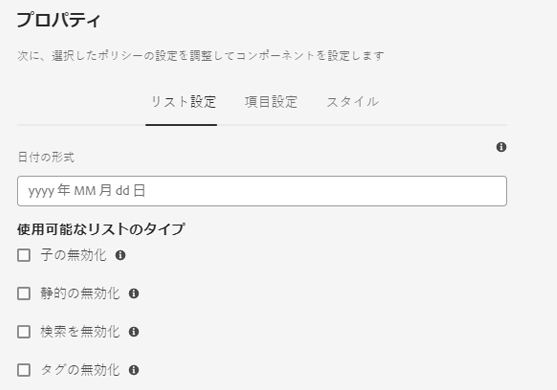 プロパティ
次に、選択したポリシーの設定を調整してコンポーネントを設定します
リスト設定 項目設定 スタイル
日付の形式
yyyy 年 MM 月 dd 日
使用可能なリストのタイプ
子の無効化
静的の無効化
検索を無効化
タグの無効化